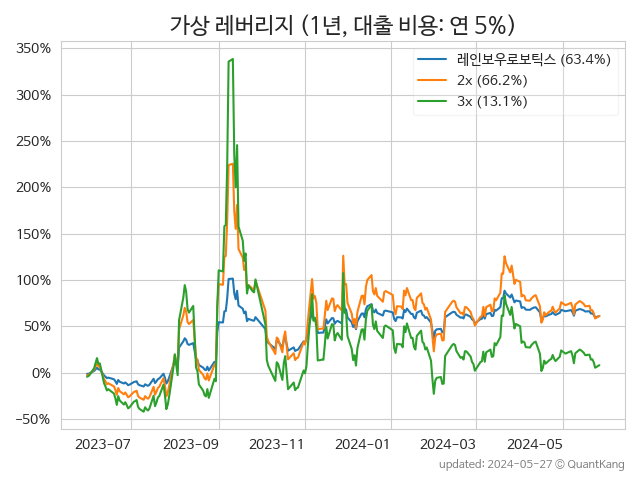 가상 레버리지 (1년, 대출 비용: 연 5%)
레인보우로보틱스 (63.4%)
2x (66.2%)
3x (13.1%)
350%
300%
250%
200%
150%
100%
50%
0%
−50%
2023-07 2023-09 2023-11 2024-01 2024-03 2024-05
updated: 2024-05-27 © QuantKang